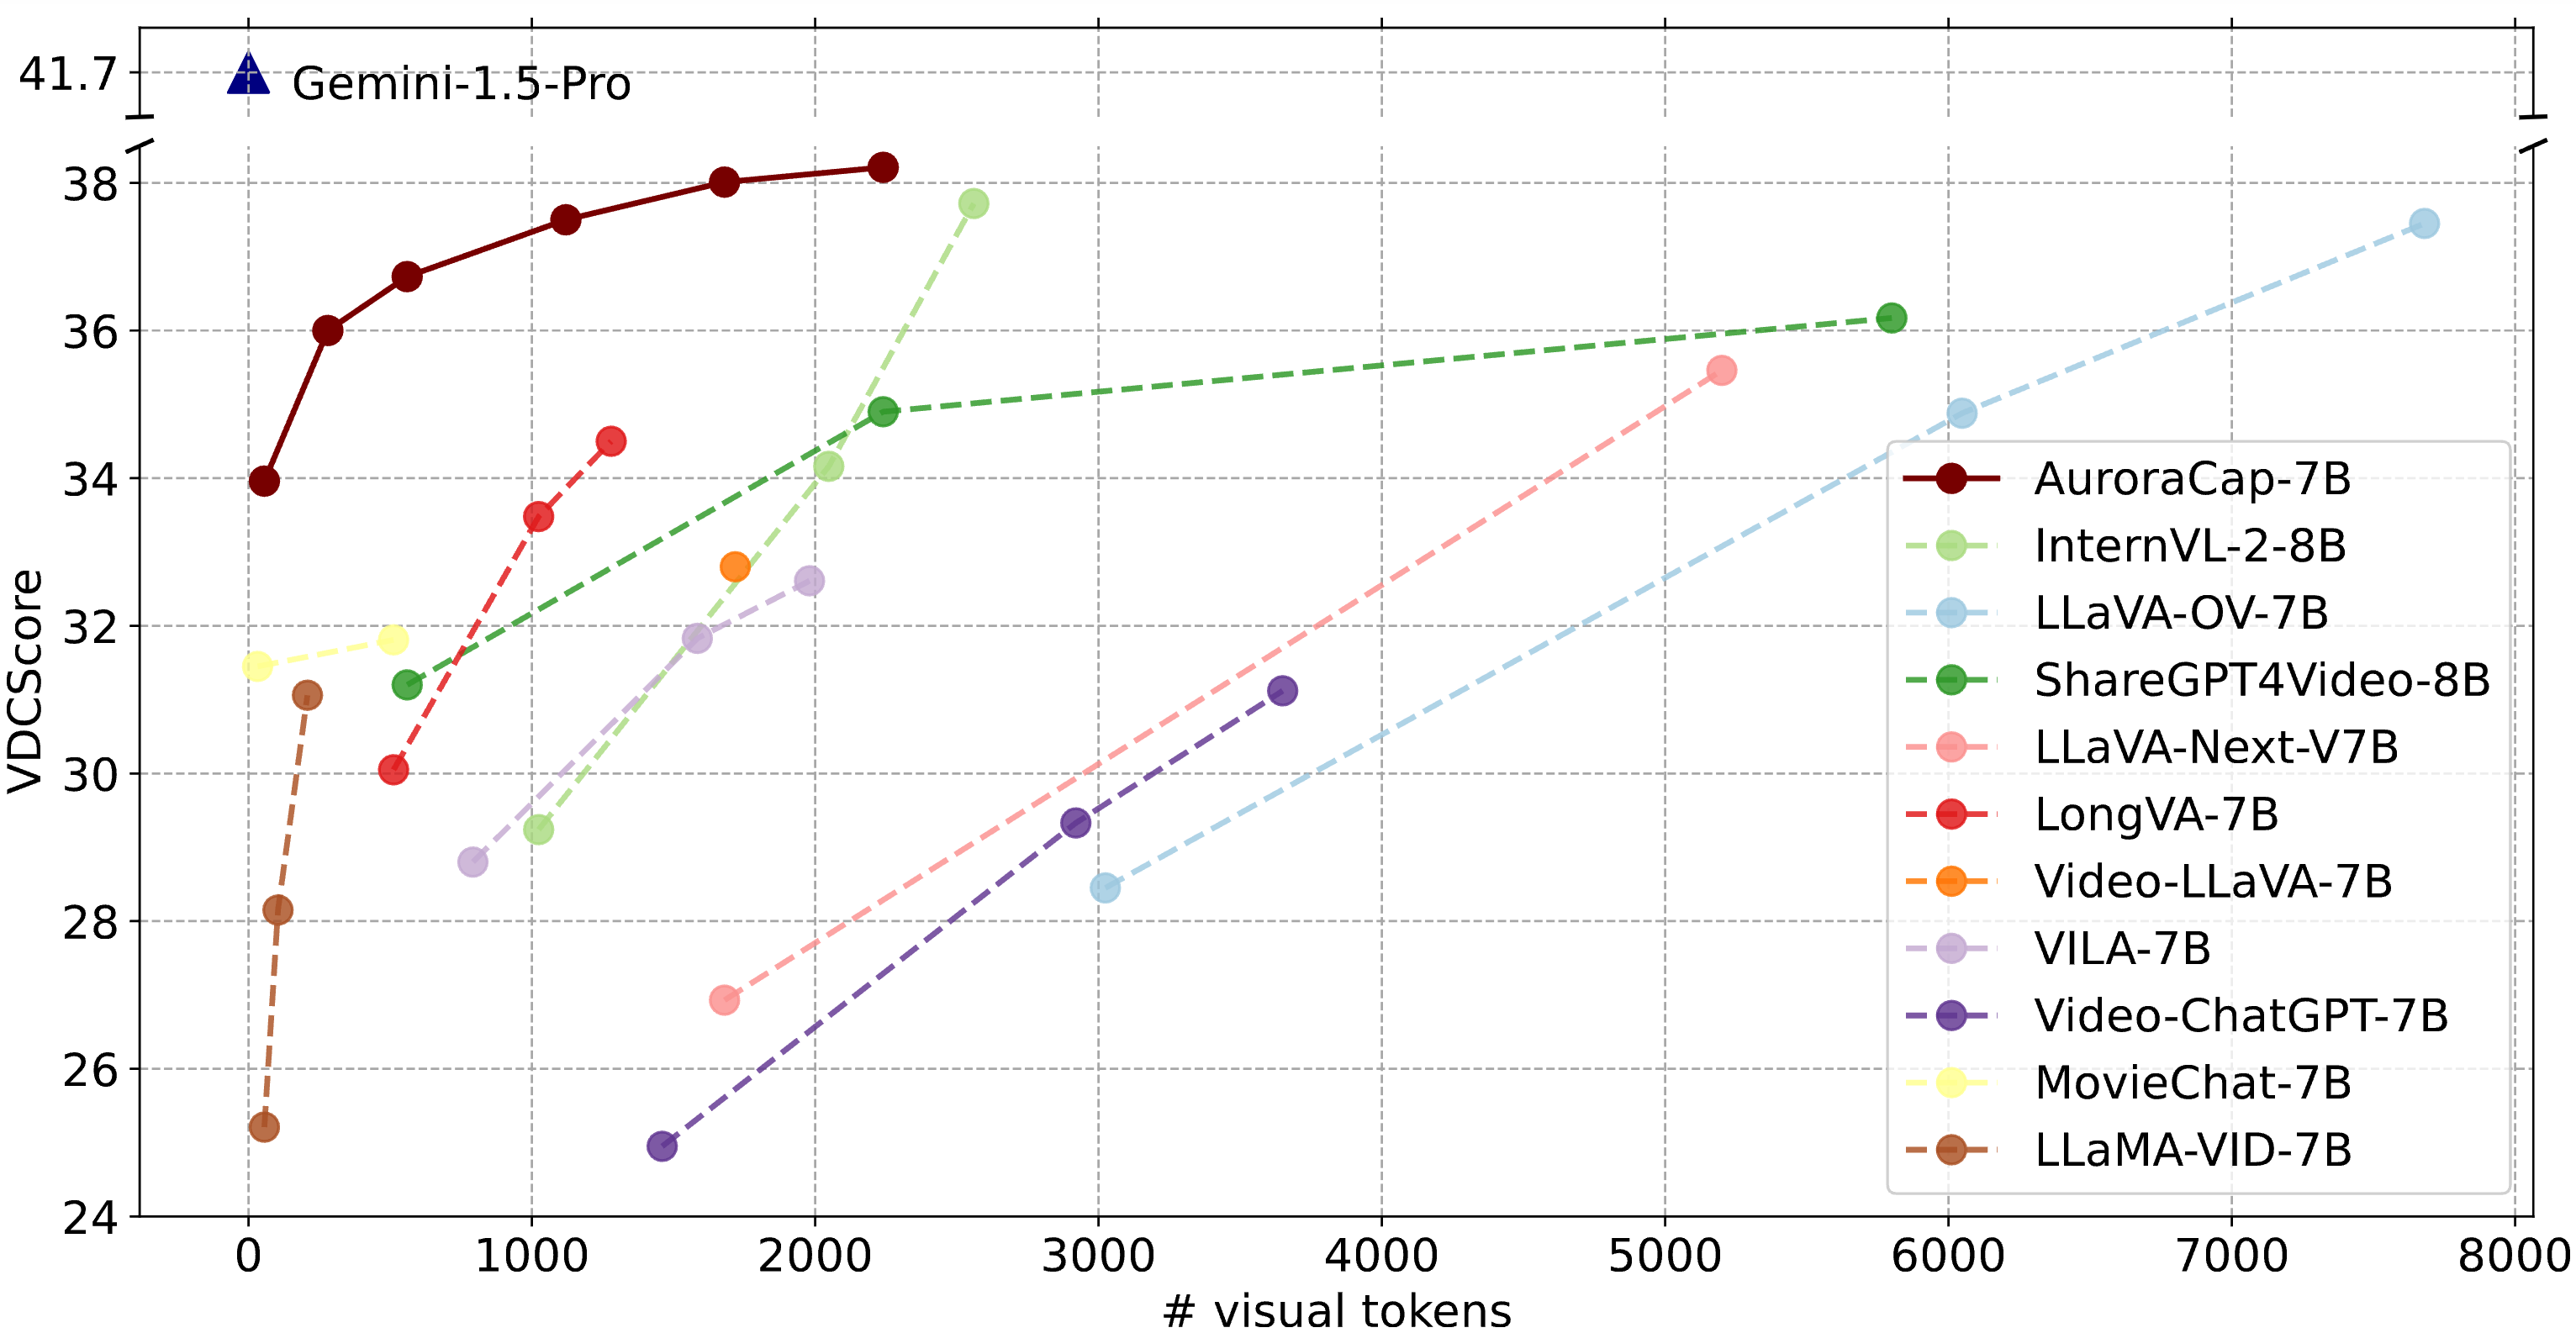 41.7
Gemini-1.5-Pro
38
36
34
32
30
28
26
24
VDCScore
AuroraCap-7B
InternVL-2-8B
LLaVA-OV-7B
ShareGPT4Video-8B
LLaVA-Next-V7B
LongVA-7B
Video-LLaVA-7B
VILA-7B
Video-ChatGPT-7B
MovieChat-7B
LLaMA-VID-7B
0 1000 2000 3000 4000 5000 6000 7000 8000
# visual tokens